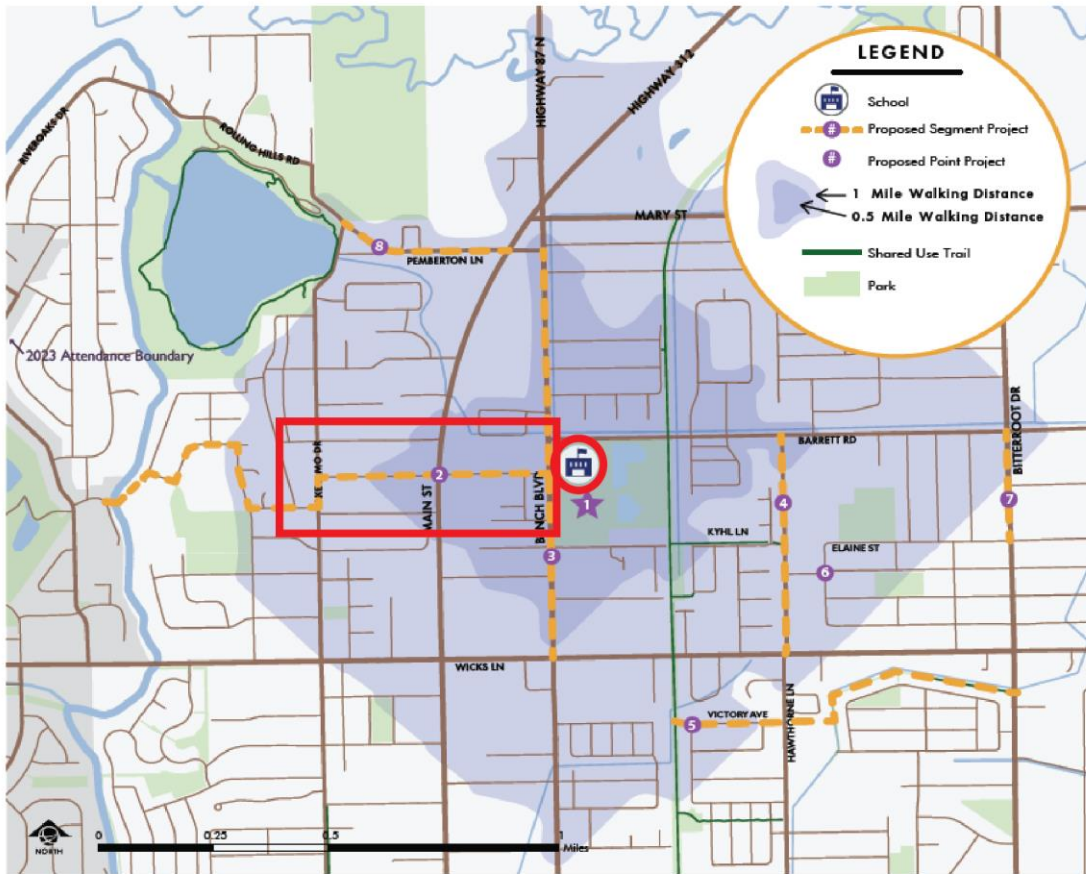 LEGEND
School
#
Proposed Segment Project
#
Proposed Point Project
1 Mile Walking Distance
0.5 Mile Walking Distance
Shared Use Trail
Park
HIGHWAY 87 N
HIGHWAY 312
RIVEROAKS DR
ROLLING HILLS RD
MARY ST
8
PEMBERTON LN
2023 Attendance Boundary
BARRETT RD
BITTERROOT DR
MO DR
2
MAIN ST
1
4
7
KYHL LN
ELAINE ST
3
6
WICKS LN
VICTORY AVE
5
HAWTHORNE LN
NORTH
0 0.25 0.5 1
Miles